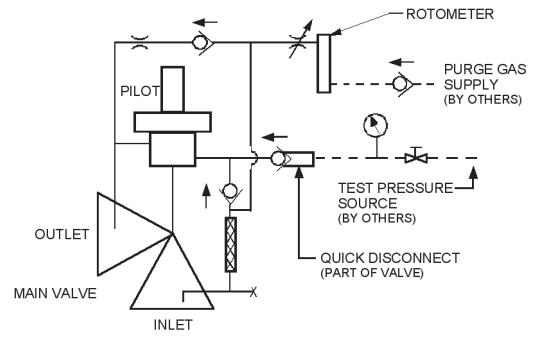 ROTOMETER
PURGE GAS
SUPPLY
(BY OTHERS)
PILOT
TEST PRESSURE
SOURCE
(BY OTHERS)
OUTLET
QUICK DISCONNECT
(PART OF VALVE)
MAIN VALVE
INLET